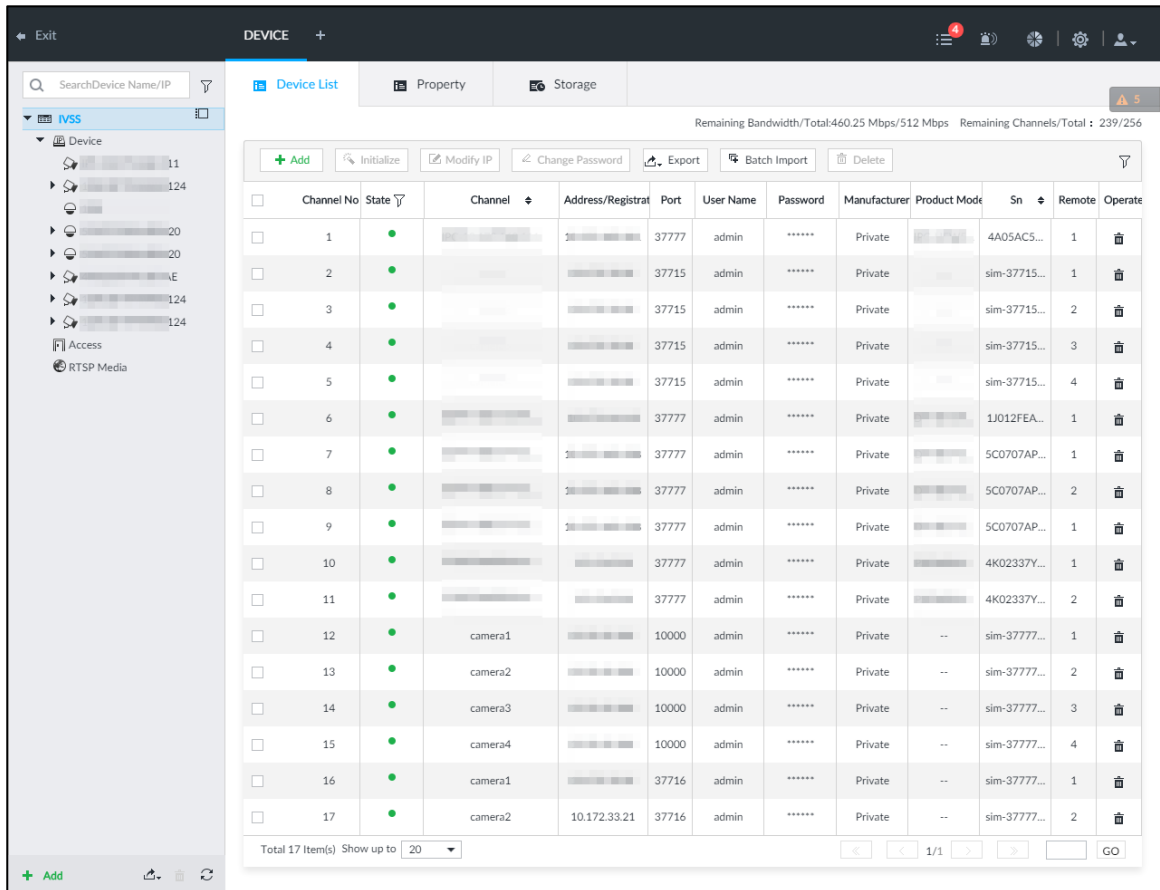 Exit
DEVICE +
4
SearchDevice Name/IP
IVSS
Device
11
124
20
20
AE
124
124
Access
RTSP Media
Add
Device List Property Storage
5
Remaining Bandwidth/Total:460.25 Mbps/512 Mbps Remaining Channels/Total : 239/256
+ Add Initialize Modify IP Change Password Export Batch Import Delete
Channel No State Channel Address/Registrat Port User Name Password Manufacturer Product Mode Sn Remote Operate
1 37777 admin ****** Private 4A05AC5... 1
2 37715 admin ****** Private sim-37715... 1
3 37715 admin ****** Private sim-37715... 2
4 37715 admin ****** Private sim-37715... 3
5 37715 admin ****** Private sim-37715... 4
6 37777 admin ****** Private 1J012FEA... 1
7 37777 admin ****** Private 5C0707AP... 1
8 37777 admin ****** Private 5C0707AP... 2
9 37777 admin ****** Private 5C0707AP... 1
10 37777 admin ****** Private 4K02337Y... 1
11 37777 admin ****** Private 4K02337Y... 2
12 camera1 10000 admin ****** Private -- sim-37777... 1
13 camera2 10000 admin ****** Private -- sim-37777... 2
14 camera3 10000 admin ****** Private -- sim-37777... 3
15 camera4 10000 admin ****** Private -- sim-37777... 4
16 camera1 37716 admin ****** Private -- sim-37777... 1
17 camera2 10.172.33.21 37716 admin ****** Private -- sim-37777... 2
Total 17 Item(s) Show up to 20 1/1 GO